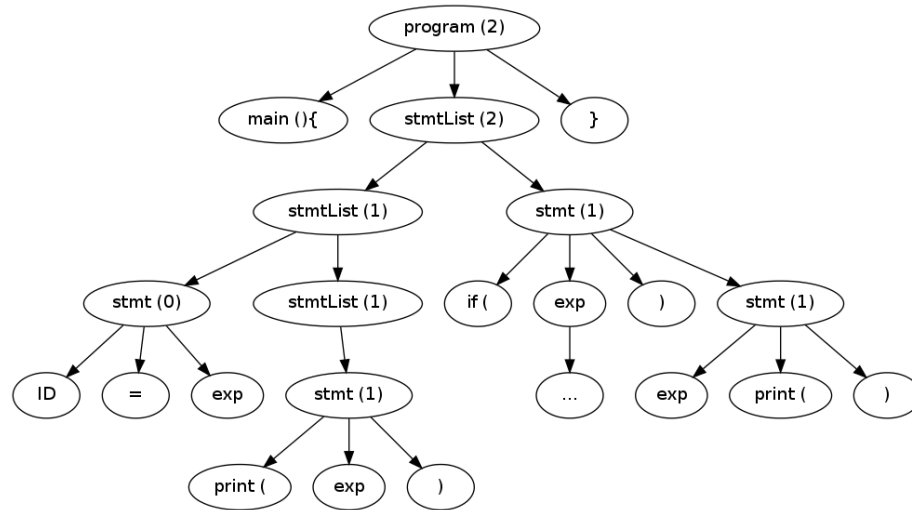 program (2)
main (){
stmtList (2)
}
stmtList (1)
stmt (1)
stmt (0)
stmtList (1)
if (
exp
)
stmt (1)
ID
=
exp
stmt (1)
...
exp
print (
)
print (
exp
)